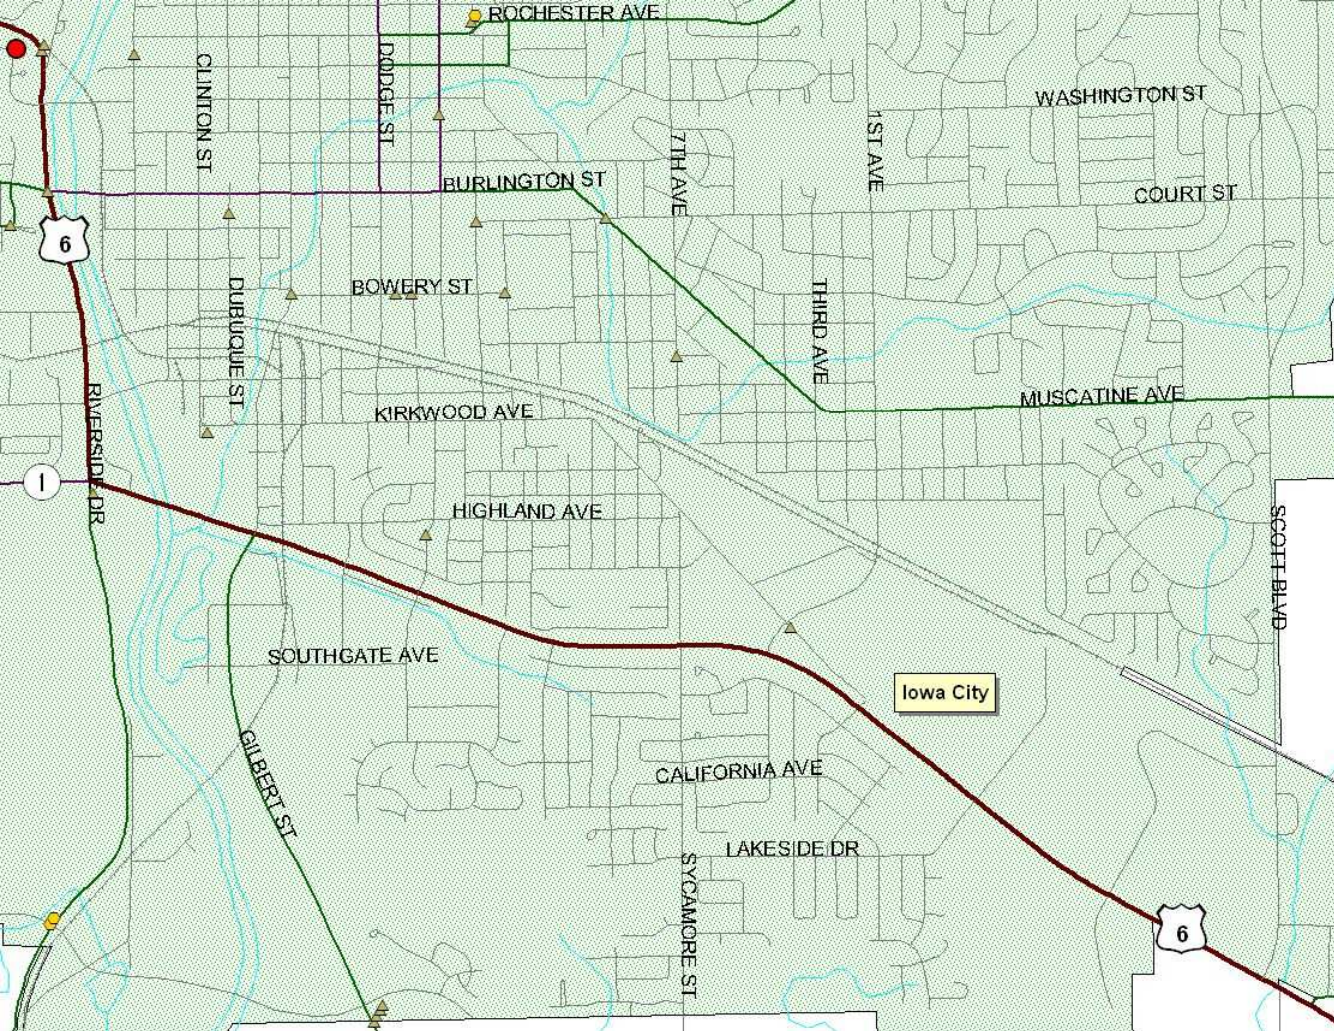 ROCHESTER AVE
CLINTON ST
DODGE ST
WASHINGTON ST
7TH AVE
1ST AVE
BURLINGTON ST
COURT ST
6
BOWERY ST
DUBUQUE ST
THIRD AVE
RIVERSIDE DR
KIRKWOOD AVE
MUSCATINE AVE
1
HIGHLAND AVE
SCOTT BLVD
SOUTHGATE AVE
Iowa City
GILBERT ST
CALIFORNIA AVE
LAKESIDE DR
SYCAMORE ST
6